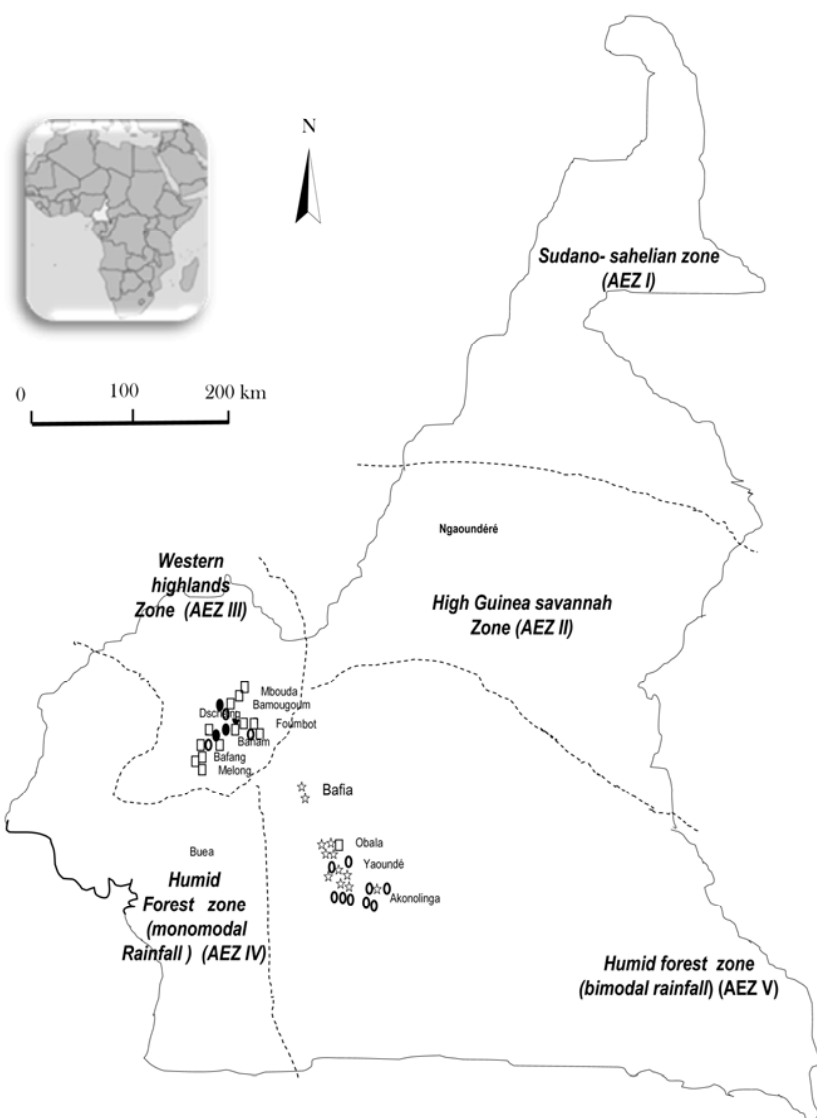 N
Sudano- sahelian zone
(AEZ I)
0 100 200 km
Ngaoundéré
Western
highlands
Zone (AEZ III)
High Guinea savannah
Zone (AEZ II)
Mbouda
Bamougoum
Dschang
Foumbot
Baham
Bafang
Melong
Bafia
Obala
Buea
Yaoundé
Humid
Forest zone
(monomodal
Rainfall ) (AEZ IV)
Akonolinga
Humid forest zone
(bimodal rainfall) (AEZ V)